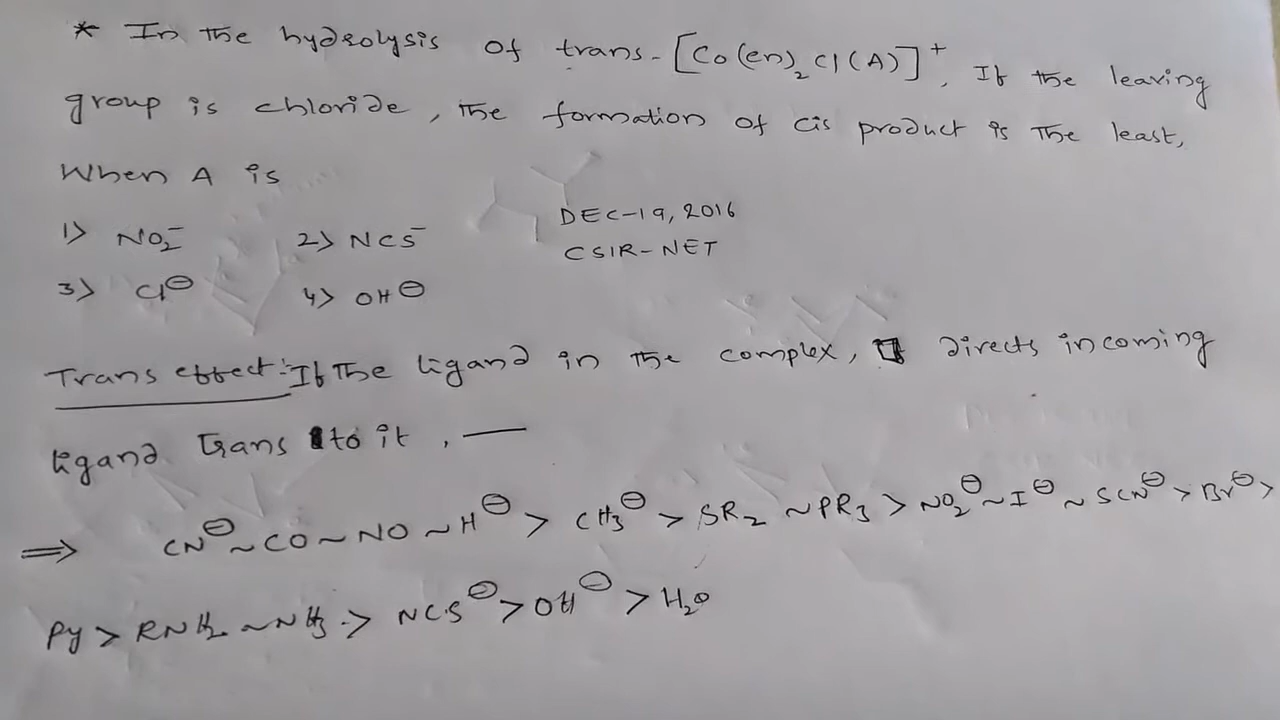 * In the hydrolysis of trans-[Co(en)₂Cl(A)]⁺, If the leaving
group is chloride, the formation of cis product is the least,
When A is
1> NO₂⁻ 2> NCS⁻
DEC-19, 2016
3> Cl⊖ 4> OH⊖
CSIR-NET
Trans effect:- If the ligand in the complex, directs incoming
ligand trans to it, —
⇒ CN⊖ ~ CO ~ NO ~ H⊖ > CH₃⊖ > SR₂ ~ PR₃ > NO₂⊖ ~ I⊖ ~ SCN⊖ > Br⊖ >
Py > RNH₂ ~ NH₃ > NCS⊖ > OH⊖ > H₂O